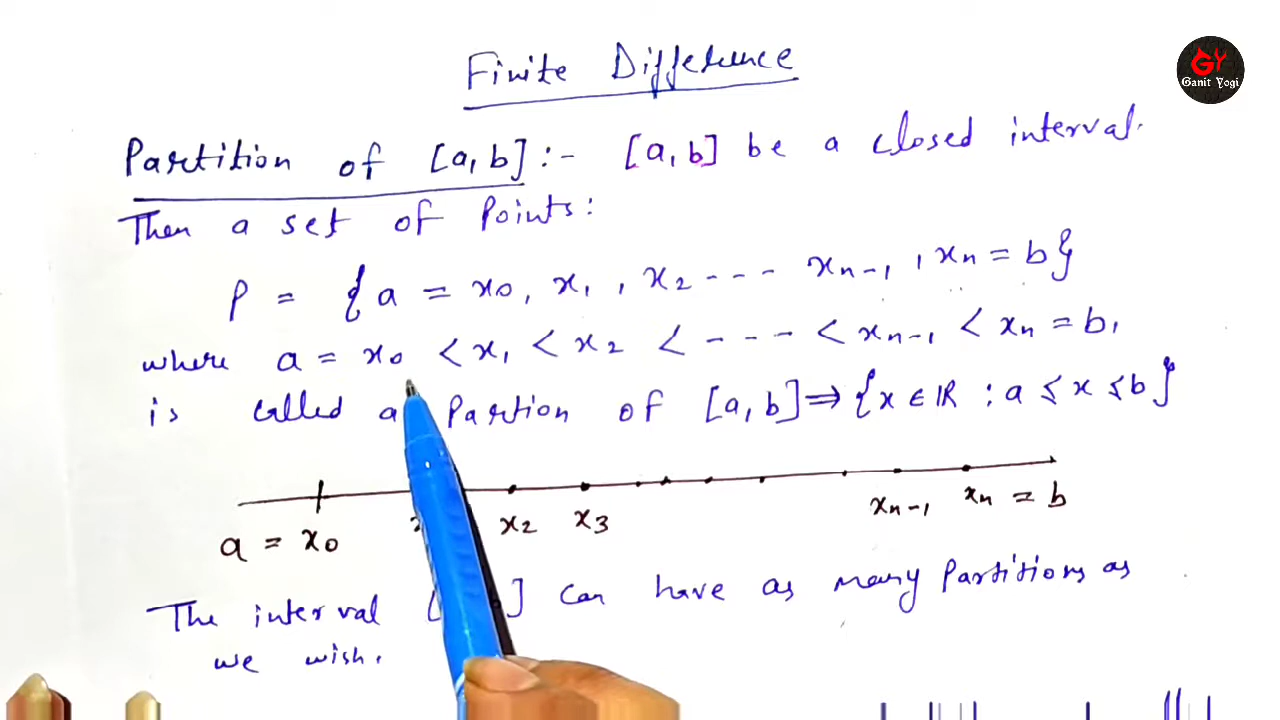 Finite Difference
GY
Ganit Yogi
Partition of [a, b] :- [a, b] be a closed interval.
Then a set of Points:
P = {a = x₀, x₁, x₂ --- xₙ₋₁, xₙ = b}
where a = x₀ < x₁ < x₂ < --- < xₙ₋₁ < xₙ = b,
is called a Partion of [a, b] ⇒ {x ∈ ℝ : a ≤ x ≤ b}
a = x₀ x₂ x₃ xₙ₋₁ xₙ = b
The interval [ ] can have as many Partitions as
we wish.